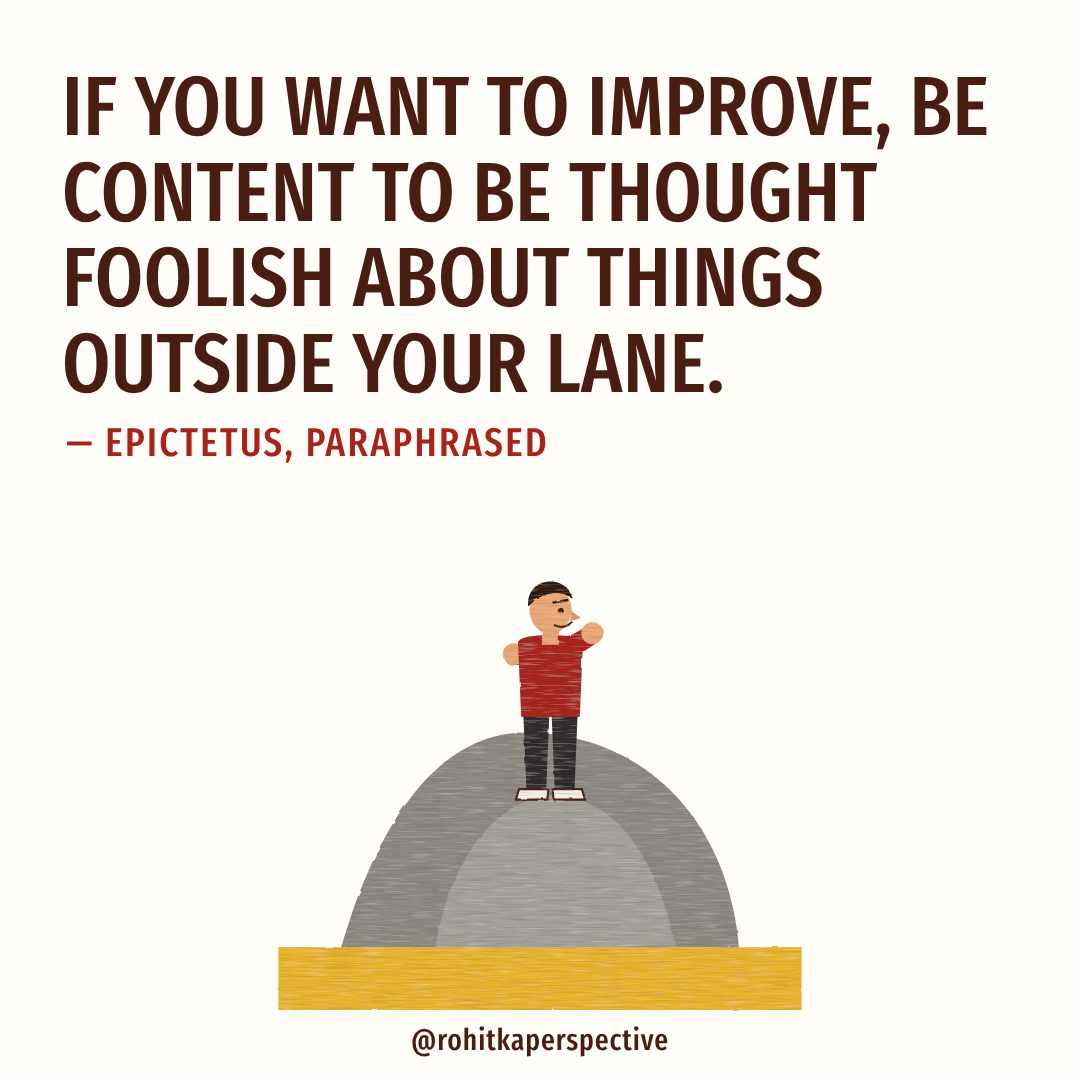 IF YOU WANT TO IMPROVE, BE
CONTENT TO BE THOUGHT
FOOLISH ABOUT THINGS
OUTSIDE YOUR LANE.
— EPICTETUS, PARAPHRASED
@rohitkaperspective